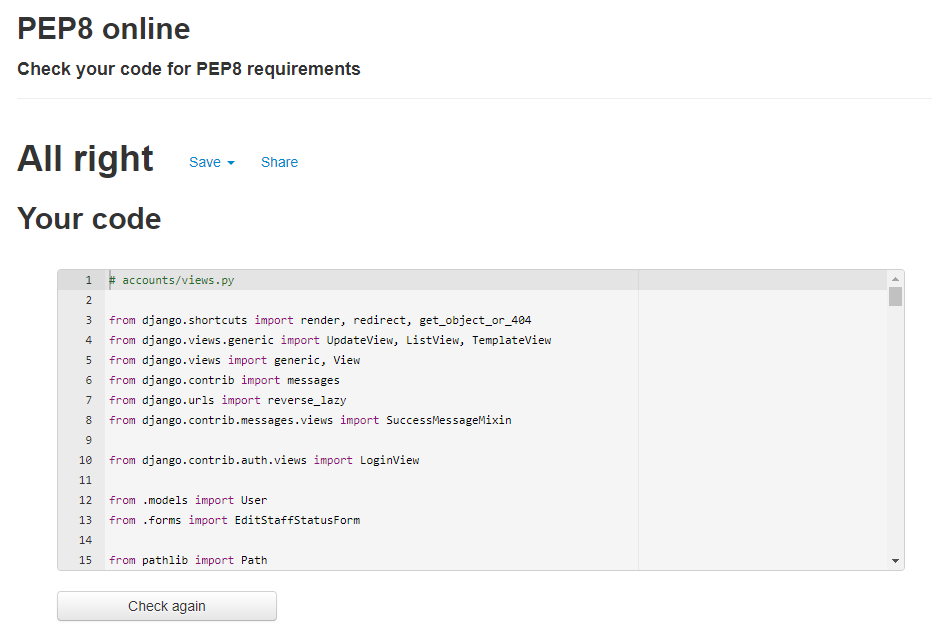 PEP8 online
Check your code for PEP8 requirements
All right Save Share
Your code
1 # accounts/views.py
2
3 from django.shortcuts import render, redirect, get_object_or_404
4 from django.views.generic import UpdateView, ListView, TemplateView
5 from django.views import generic, View
6 from django.contrib import messages
7 from django.urls import reverse_lazy
8 from django.contrib.messages.views import SuccessMessageMixin
9
10 from django.contrib.auth.views import LoginView
11
12 from .models import User
13 from .forms import EditStaffStatusForm
14
15 from pathlib import Path
Check again